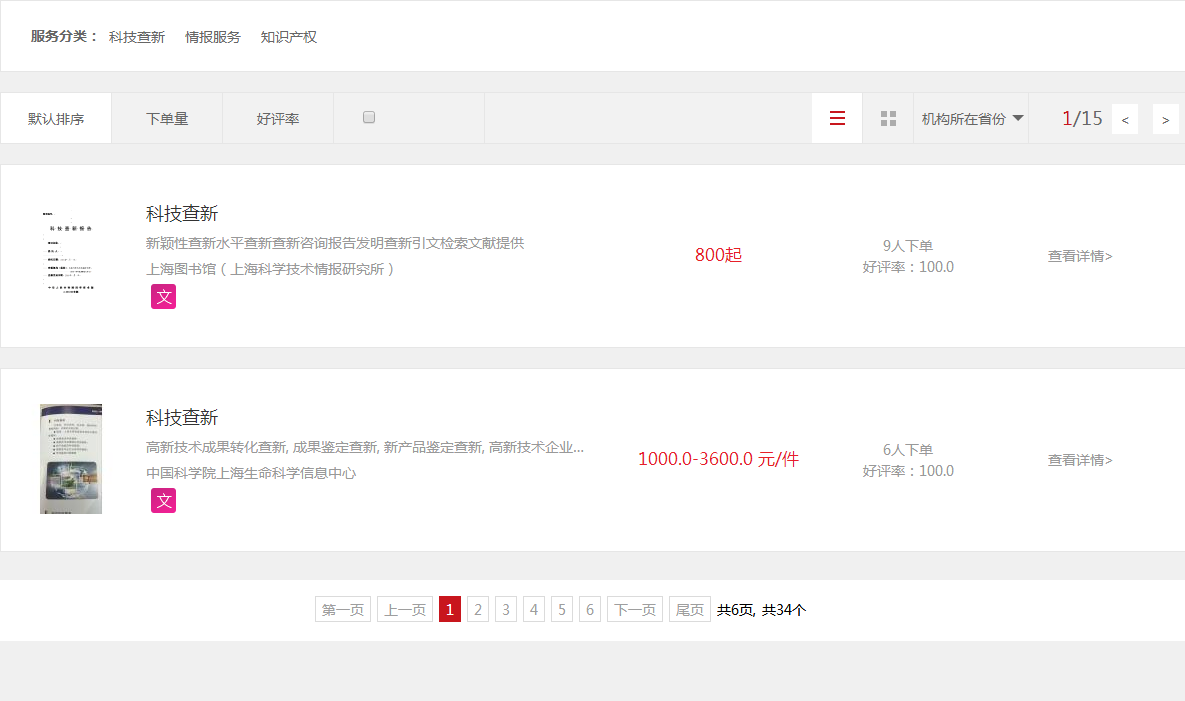 服务分类： 科技查新 情报服务 知识产权
默认排序 下单量 好评率 机构所在省份 1/15 < >
科技查新
新颖性查新水平查新查新咨询报告发明查新引文检索文献提供
上海图书馆（上海科学技术情报研究所）
文
800起
9人下单
好评率：100.0
查看详情>
科技查新报告
科技查新
高新技术成果转化查新, 成果鉴定查新, 新产品鉴定查新, 高新技术企业...
中国科学院上海生命科学信息中心
文
1000.0-3600.0 元/件
6人下单
好评率：100.0
查看详情>
第一页 上一页 1 2 3 4 5 6 下一页 尾页 共6页, 共34个